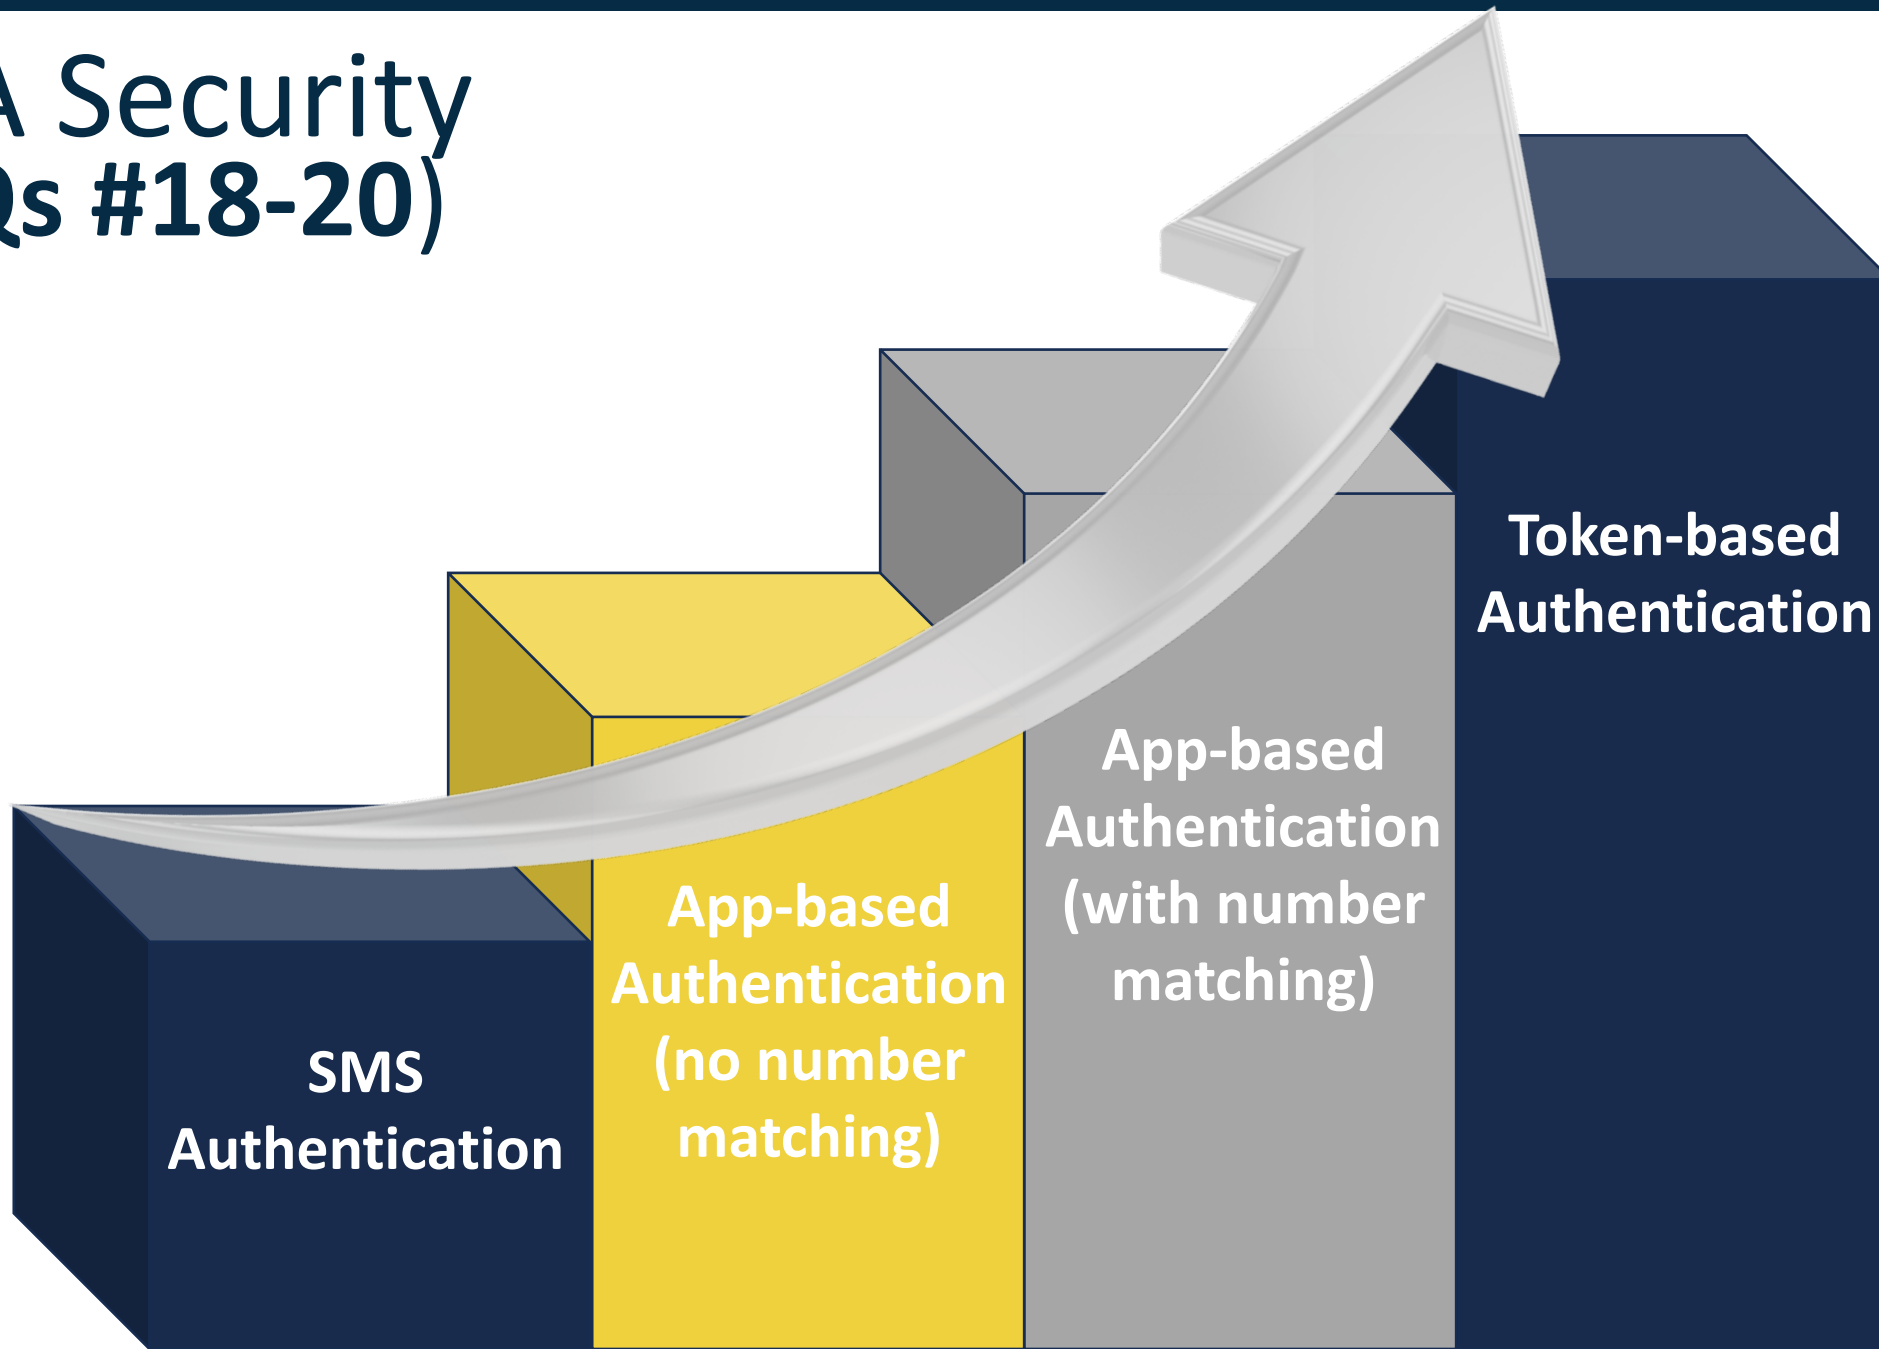 A Security
Qs #18-20)
Token-based
Authentication
App-based
Authentication
(with number
matching)
App-based
Authentication
(no number
matching)
SMS
Authentication